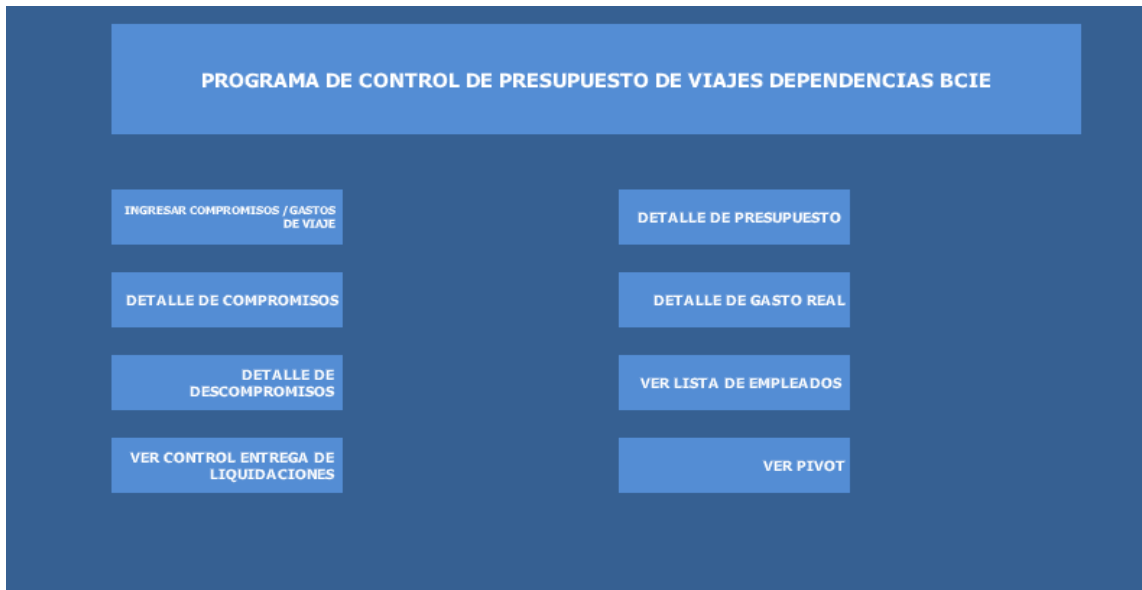 PROGRAMA DE CONTROL DE PRESUPUESTO DE VIAJES DEPENDENCIAS BCIE
INGRESAR COMPROMISOS /GASTOS
DE VIAJE
DETALLE DE PRESUPUESTO
DETALLE DE COMPROMISOS
DETALLE DE GASTO REAL
DETALLE DE
DESCOMPROMISOS
VER LISTA DE EMPLEADOS
VER CONTROL ENTREGA DE
LIQUIDACIONES
VER PIVOT